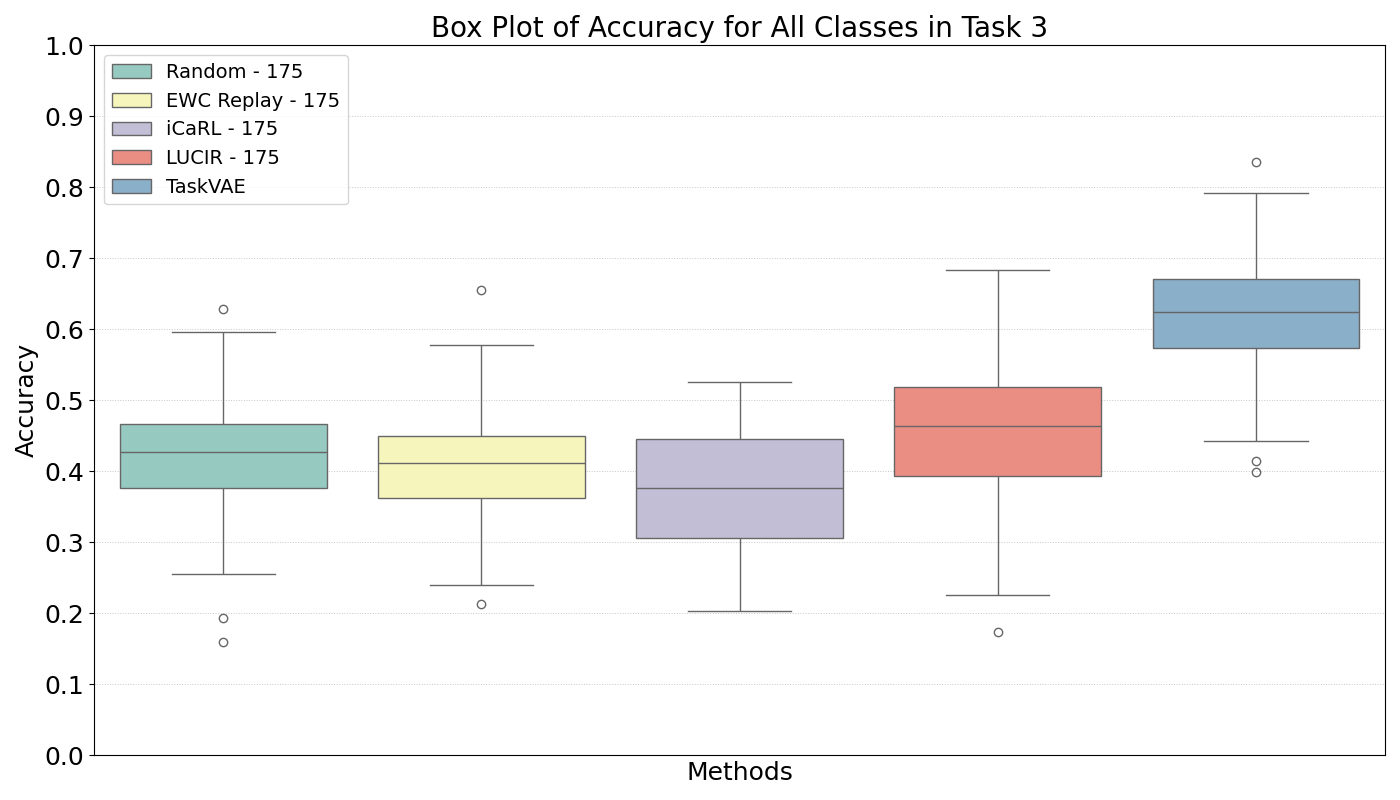 Box Plot of Accuracy for All Classes in Task 3
1.0
0.9
0.8
0.7
0.6
0.5
0.4
0.3
0.2
0.1
0.0
Accuracy
Random - 175
EWC Replay - 175
iCaRL - 175
LUCIR - 175
TaskVAE
Methods